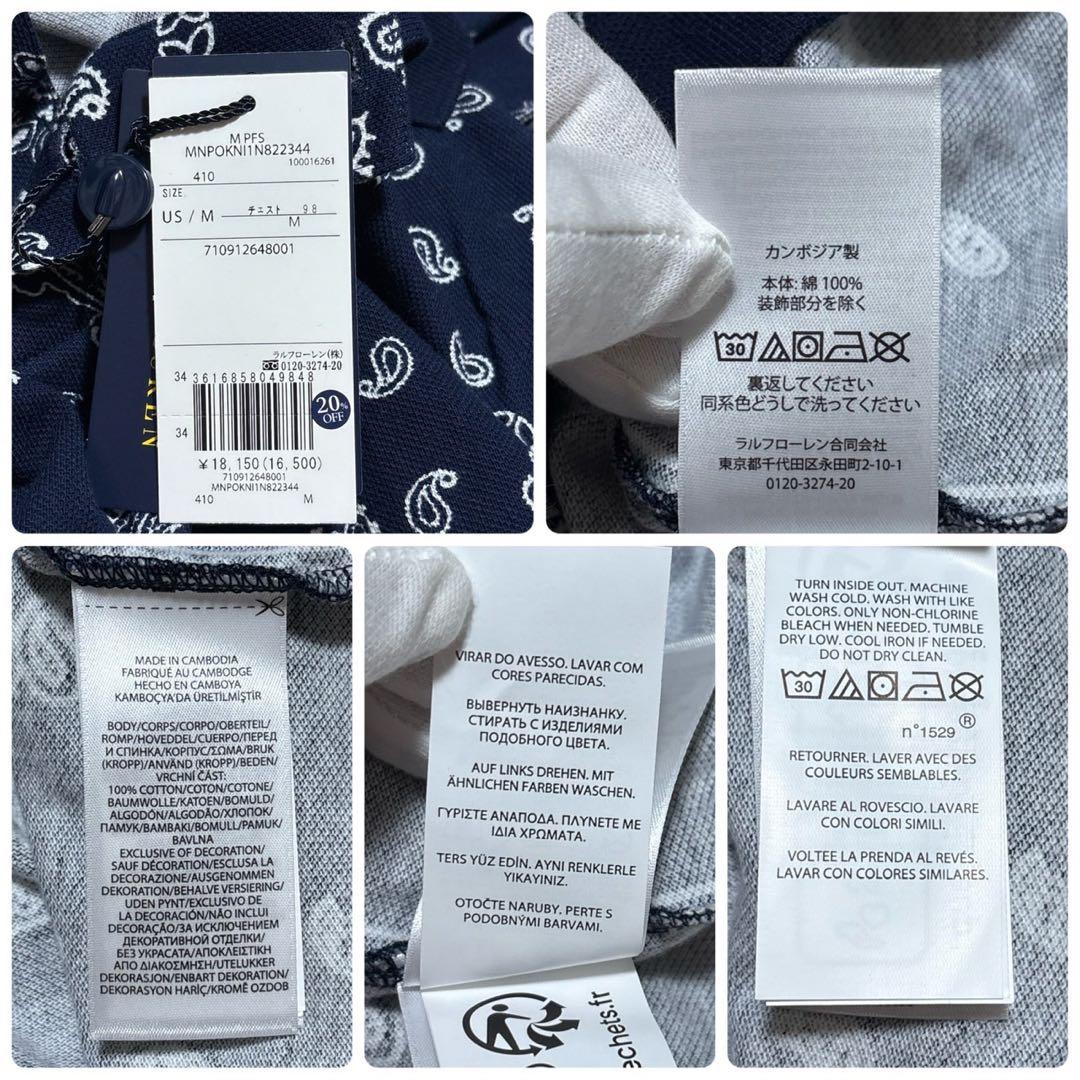 M PFS
MNPOKNI1N822344
100016261
410
SIZE
US / M
チェスト 98
M
710912648001
ラルフローレン(株)
0120-3274-20
34
3616858049848
34
20% OFF
¥18,150(16,500)
710912648001
MNPOKNI1N822344
410 M
REN
カンボジア製
本体: 綿 100%
装飾部分を除く
30
裏返してください
同系色どうしで洗ってください
ラルフローレン合同会社
東京都千代田区永田町2-10-1
0120-3274-20
MADE IN CAMBODIA
FABRIQUÉ AU CAMBODGE
HECHO EN CAMBOYA
KAMBOÇYA'DA ÜRETİLMİŞTİR
BODY/CORPS/CORPO/OBERTEIL/
ROMP/HOVEDDEL/CUERPO/ПЕРЕД
И СПИНКА/КОРПУС/ΣΩΜΑ/BRUK
(KROPP)/ANVÄND (KROPP)/BEDEN/
VRCHNÍ ČÁST:
100% COTTON/COTON/COTONE/
BAUMWOLLE/KATOEN/BOMULD/
ALGODÓN/ALGODÃO/ХЛОПОК/
ПАМУК/BAMBAKI/BOMULL/PAMUK/
BAVLNA
EXCLUSIVE OF DECORATION/
SAUF DÉCORATION/ESCLUSA LA
DECORAZIONE/AUSGENOMMEN
DEKORATION/BEHALVE VERSIERING/
UDEN PYNT/EXCLUSIVO DE
LA DECORACIÓN/NÃO INCLUI
DECORAÇÃO/ЗА ИСКЛЮЧЕНИЕМ
ДЕКОРАТИВНОЙ ОТДЕЛКИ/
БЕЗ УКРАСАТА/ΑΠΟΚΛΕΙΣΤΙΚΗ
ΑΠΟ ΔΙΑΚΟΣΜΗΣΗ/UTELUKKER
DEKORASJON/ENBART DEKORATION/
DEKORASYON HARİÇ/KROMĚ OZDOB
VIRAR DO AVESSO. LAVAR COM
CORES PARECIDAS.
ВЫВЕРНУТЬ НАИЗНАНКУ.
СТИРАТЬ С ИЗДЕЛИЯМИ
ПОДОБНОГО ЦВЕТА.
AUF LINKS DREHEN. MIT
ÄHNLICHEN FARBEN WASCHEN.
ΓΥΡΙΣΤΕ ΑΝΑΠΟΔΑ. ΠΛΥΝΕΤΕ ΜΕ
ΙΔΙΑ ΧΡΩΜΑΤΑ.
TERS YÜZ EDİN. AYNI RENKLERLE
YIKAYINIZ.
OTOČTE NARUBY. PERTE S
PODOBNÝMI BARVAMI.
echets.fr
TURN INSIDE OUT. MACHINE
WASH COLD. WASH WITH LIKE
COLORS. ONLY NON-CHLORINE
BLEACH WHEN NEEDED. TUMBLE
DRY LOW. COOL IRON IF NEEDED.
DO NOT DRY CLEAN.
30
n°1529 ®
RETOURNER. LAVER AVEC DES
COULEURS SEMBLABLES.
LAVARE AL ROVESCIO. LAVARE
CON COLORI SIMILI.
VOLTEE LA PRENDA AL REVÉS.
LAVAR CON COLORES SIMILARES.